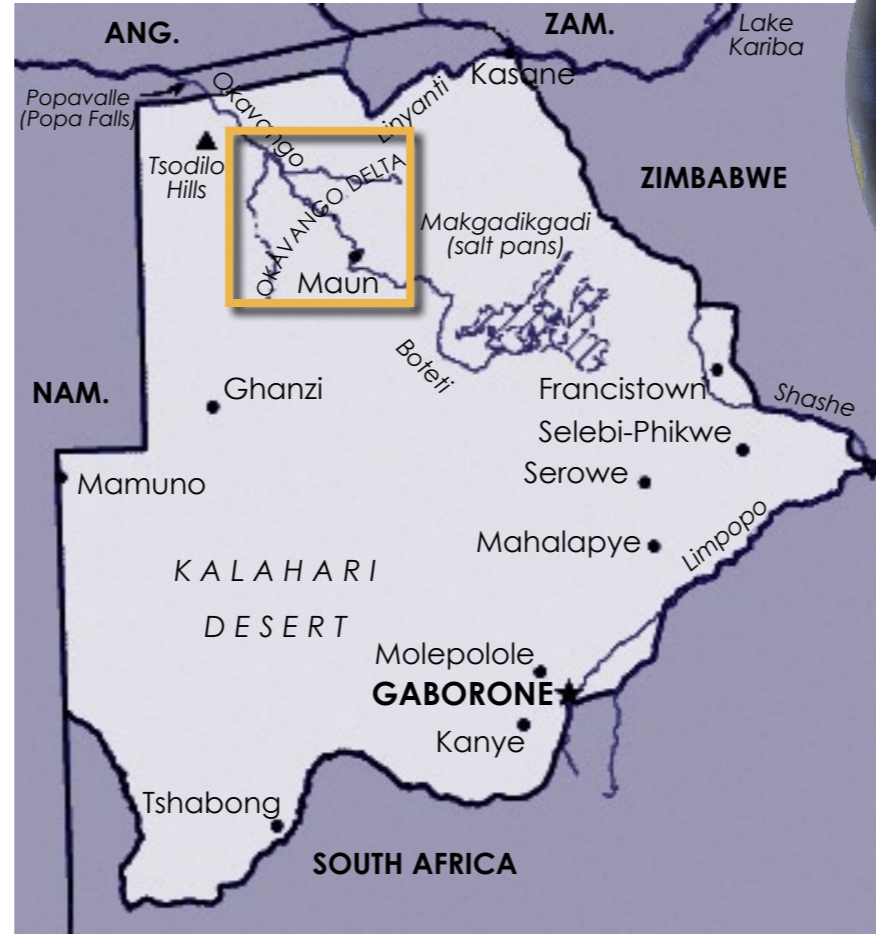 ANG.
ZAM.
Lake
Kariba
Kasane
Popavalle
(Popa Falls)
Okavango
Linyanti
Tsodilo
Hills
ZIMBABWE
OKAVANGO DELTA
Makgadikgadi
(salt pans)
Maun
Boteti
NAM.
Ghanzi
Francistown
Shashe
Selebi-Phikwe
Serowe
Mamuno
Mahalapye
Limpopo
KALAHARI
DESERT
Molepolole
GABORONE
Kanye
Tshabong
SOUTH AFRICA